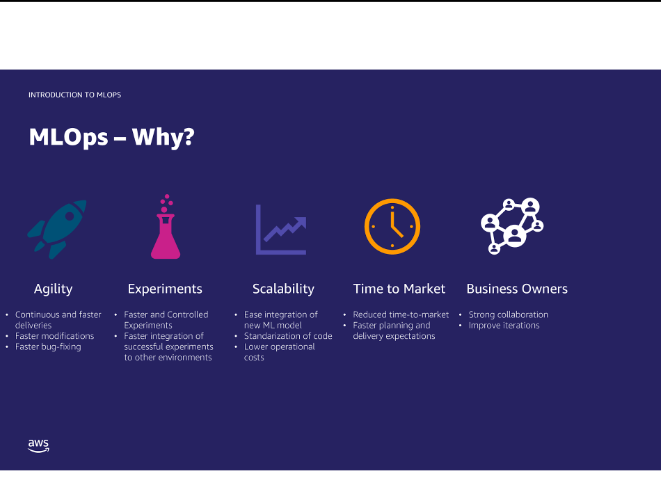 INTRODUCTION TO MLOPS
MLOps – Why?
Agility
• Continuous and faster
deliveries
• Faster modifications
• Faster bug-fixing
Experiments
• Faster and Controlled
Experiments
• Faster integration of
successful experiments
to other environments
Scalability
• Ease integration of
new ML model
• Standarization of code
• Lower operational
costs
Time to Market
• Reduced time-to-market
• Faster planning and
delivery expectations
Business Owners
• Strong collaboration
• Improve iterations
aws